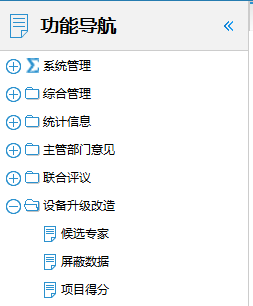 功能导航
系统管理
综合管理
统计信息
主管部门意见
联合评议
设备升级改造
候选专家
屏蔽数据
项目得分